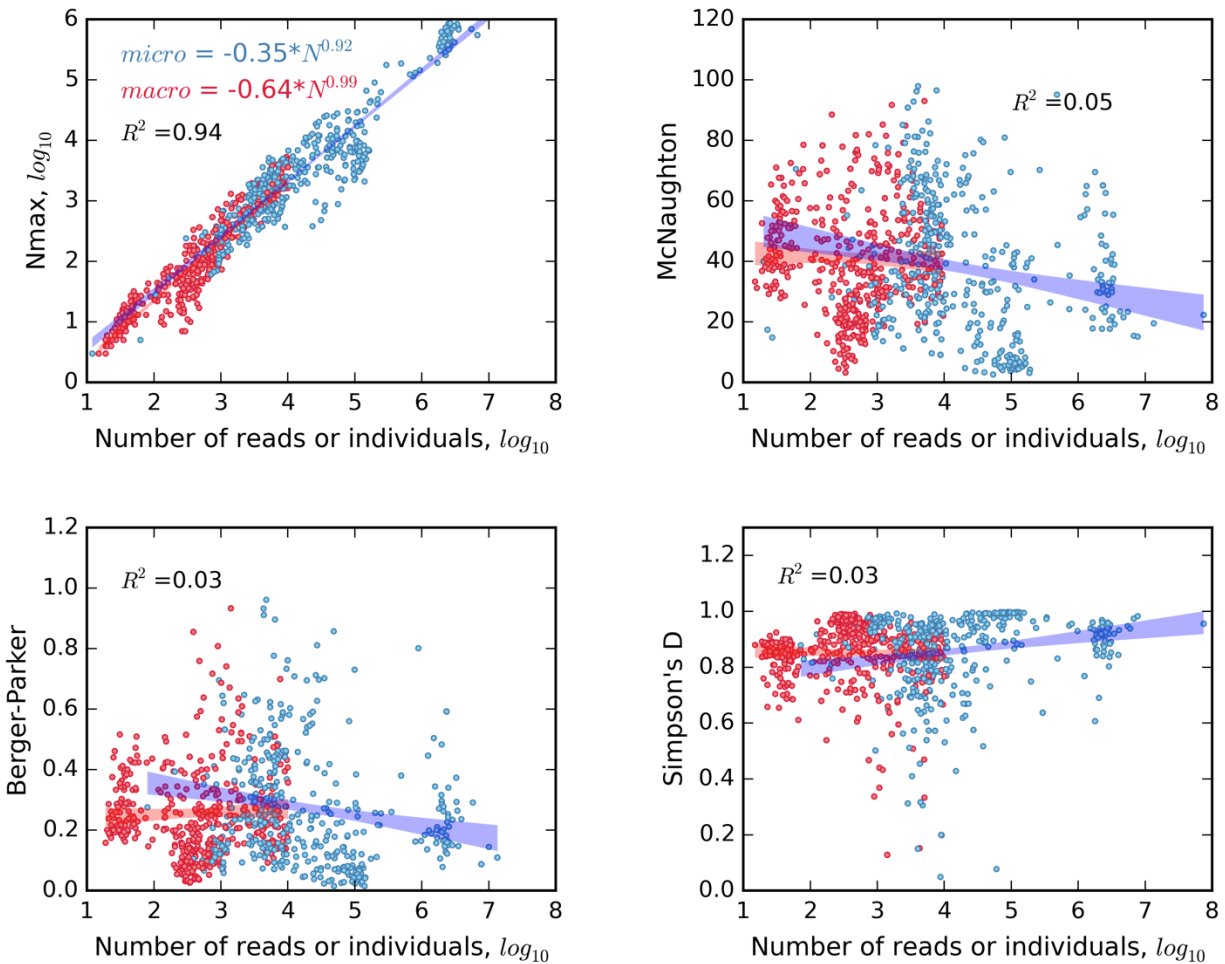 6
5
4
3
2
1
0
Nmax, log10
micro = -0.35*N^0.92
macro = -0.64*N^0.99
R^2 =0.94
1 2 3 4 5 6 7 8
Number of reads or individuals, log10
120
100
80
60
40
20
0
McNaughton
R^2 =0.05
1 2 3 4 5 6 7 8
Number of reads or individuals, log10
1.2
1.0
0.8
0.6
0.4
0.2
0.0
Berger-Parker
R^2 =0.03
1 2 3 4 5 6 7 8
Number of reads or individuals, log10
1.2
1.0
0.8
0.6
0.4
0.2
0.0
Simpson's D
R^2 =0.03
1 2 3 4 5 6 7 8
Number of reads or individuals, log10